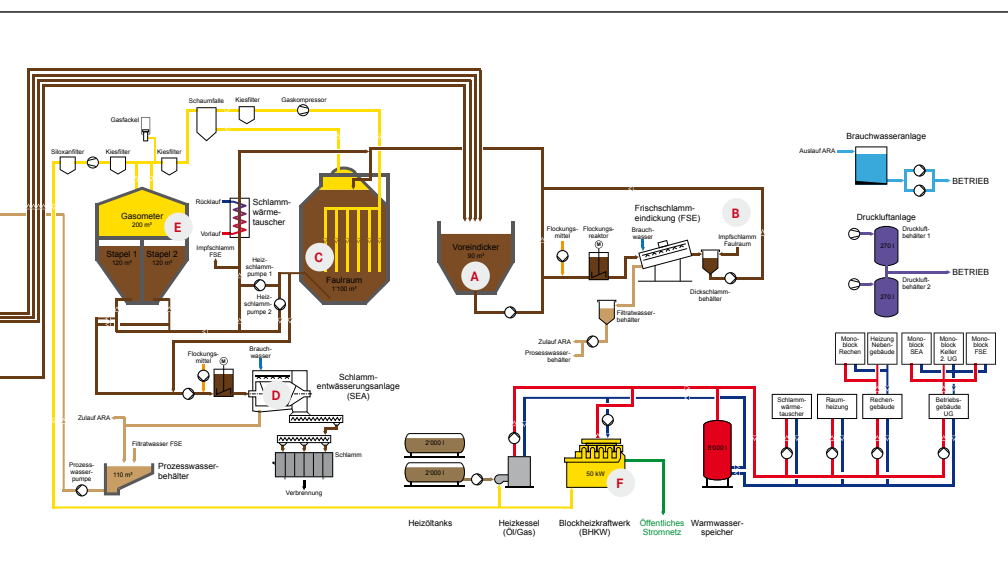 Schaumfalle
Kiesfilter
Gaskompressor
Gasfackel
Siloxanfilter
Kiesfilter
Kiesfilter
Gasometer
200 m³
E
Stapel 1
120 m³
Stapel 2
120 m³
Rücklauf
Vorlauf
Schlamm-
wärme-
tauscher
Impfschlamm
FSE
Heiz-
schlamm-
pumpe 1
Heiz-
schlamm-
pumpe 2
C
Faulraum
1'100 m³
Voreindicker
90 m³
A
Flockungs-
mittel
Flockungs-
reaktor
M
Brauch-
wasser
Frischschlamm-
eindickung (FSE)
B
Impfschlamm
Faulraum
Dickschlamm-
behälter
Filtratwasser-
behälter
Zulauf ARA
Prozesswasser-
behälter
Brauchwasseranlage
Auslauf ARA
BETRIEB
Druckluftanlage
270 l
Druckluft-
behälter 1
BETRIEB
270 l
Druckluft-
behälter 2
Mono-
block
Rechen
Heizung
Neben-
gebäude
Mono-
block
SEA
Mono-
block
Keller
2. UG
Mono-
block
FSE
Schlamm-
wärme-
tauscher
Raum-
heizung
Rechen-
gebäude
Betriebs-
gebäude
UG
Flockungs-
mittel
M
Brauch-
wasser
D
Schlamm-
entwässerungsanlage
(SEA)
Schlamm
Verbrennung
Zulauf ARA
Filtratwasser FSE
Prozess-
wasser-
pumpe
110 m³
Prozesswasser-
behälter
2'000 l
2'000 l
Heizöltanks
Heizkessel
(Öl/Gas)
50 kW
F
Blockheizkraftwerk
(BHKW)
Öffentliches
Stromnetz
6'000 l
Warmwasser-
speicher